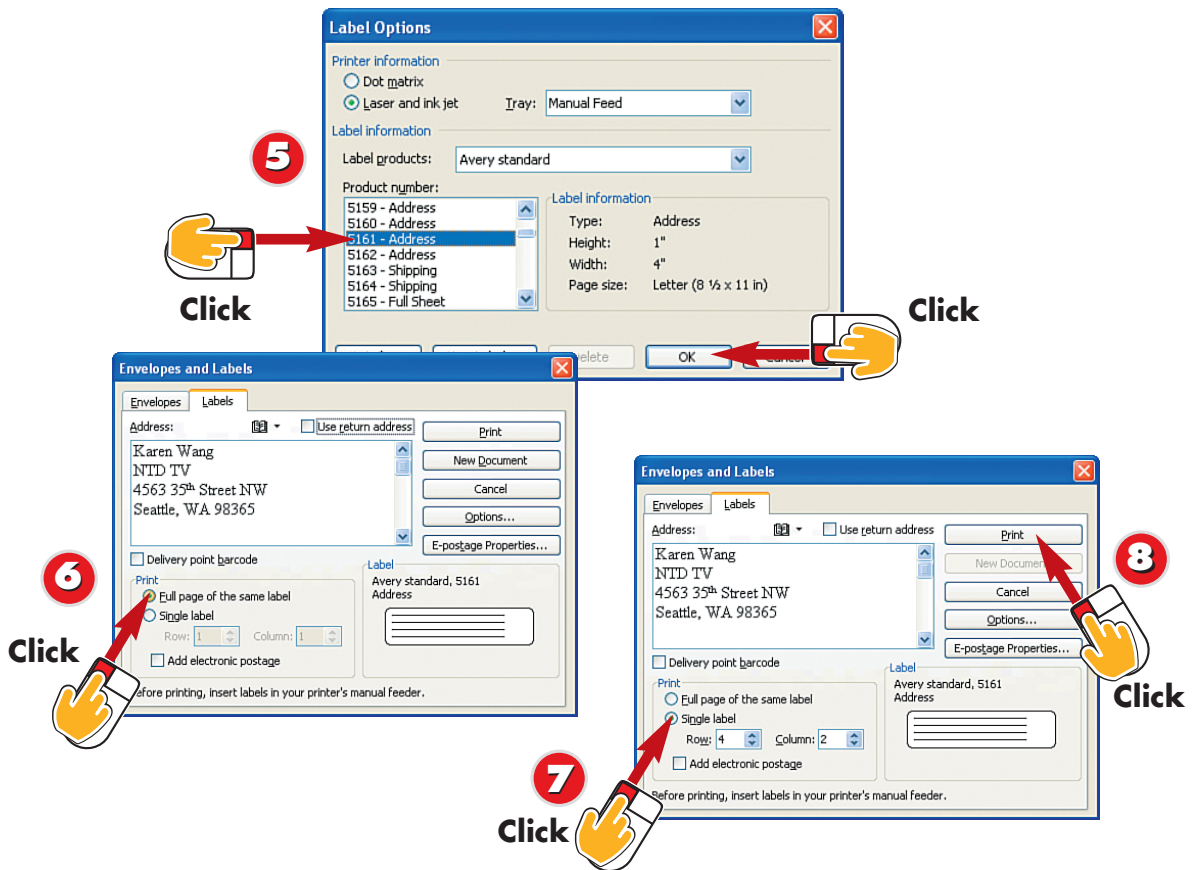 Label Options
Printer information
Dot matrix
Laser and ink jet Tray: Manual Feed
Label information
5
Label products: Avery standard
Product number:
5159 - Address
5160 - Address
5161 - Address
5162 - Address
5163 - Shipping
5164 - Shipping
5165 - Full Sheet
Label information
Type: Address
Height: 1"
Width: 4"
Page size: Letter (8 ½ x 11 in)
Click
Click
OK
Envelopes and Labels
Envelopes Labels
Address: Use return address
Karen Wang
NTD TV
4563 35th Street NW
Seattle, WA 98365
Print
New Document
Cancel
Options...
E-postage Properties...
Delivery point barcode
6
Print
Full page of the same label
Single label
Row: 1 Column: 1
Add electronic postage
Label
Avery standard, 5161
Address
Click
before printing, insert labels in your printer's manual feeder.
Envelopes and Labels
Envelopes Labels
Address: Use return address
Karen Wang
NTD TV
4563 35th Street NW
Seattle, WA 98365
Print
8
New Document
Cancel
Options...
E-postage Properties...
Click
Delivery point barcode
Print
Full page of the same label
Single label
Row: 4 Column: 2
Add electronic postage
Label
Avery standard, 5161
Address
7
Before printing, insert labels in your printer's manual feeder.
Click